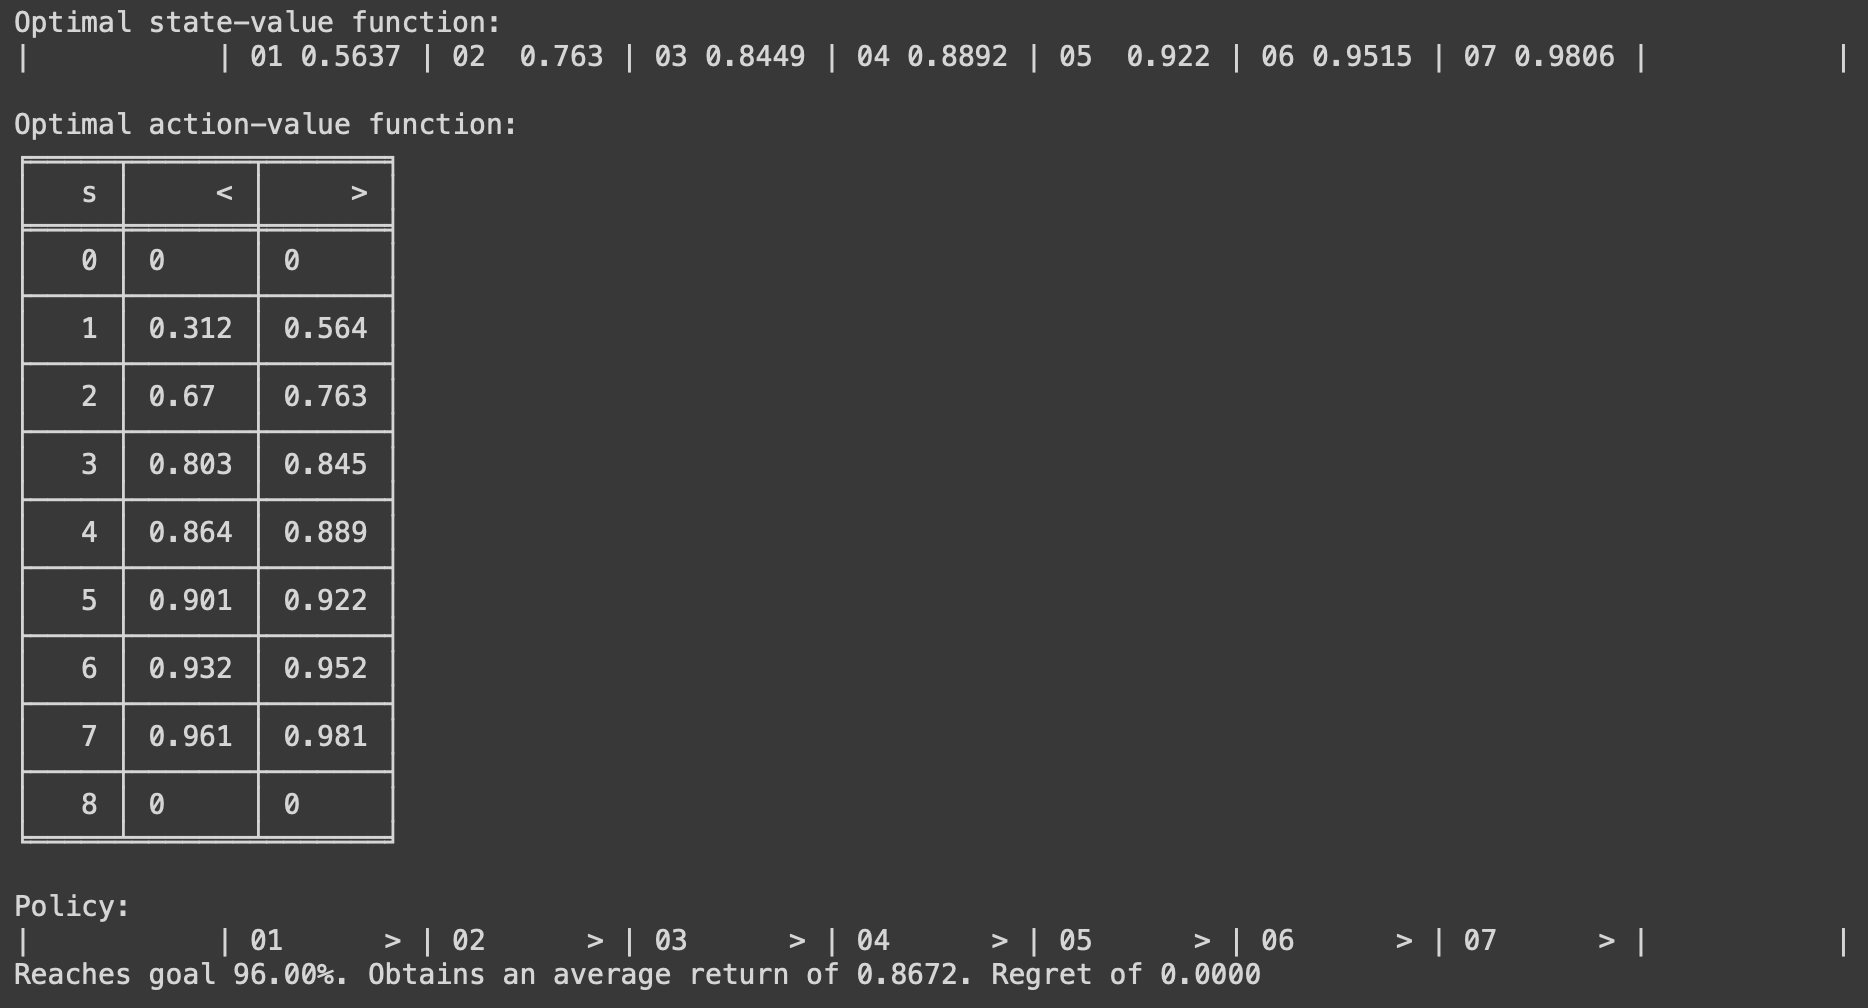 Optimal state-value function:
|           | 01 0.5637 | 02  0.763 | 03 0.8449 | 04 0.8892 | 05  0.922 | 06 0.9515 | 07 0.9806 |           |
Optimal action-value function:
s < >
0 0 0
1 0.312 0.564
2 0.67 0.763
3 0.803 0.845
4 0.864 0.889
5 0.901 0.922
6 0.932 0.952
7 0.961 0.981
8 0 0
Policy:
|           | 01      > | 02      > | 03      > | 04      > | 05      > | 06      > | 07      > |           |
Reaches goal 96.00%. Obtains an average return of 0.8672. Regret of 0.0000